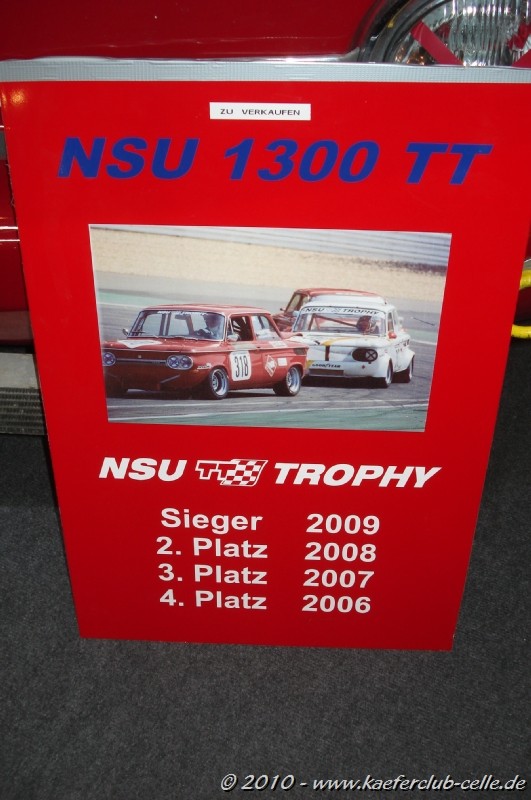 ZU VERKAUFEN
NSU 1300 TT
NSU TROPHY
318
1
GOODYEAR
NSU TT TROPHY
Sieger 2009
2. Platz 2008
3. Platz 2007
4. Platz 2006
© 2010 - www.kaeferclub-celle.de